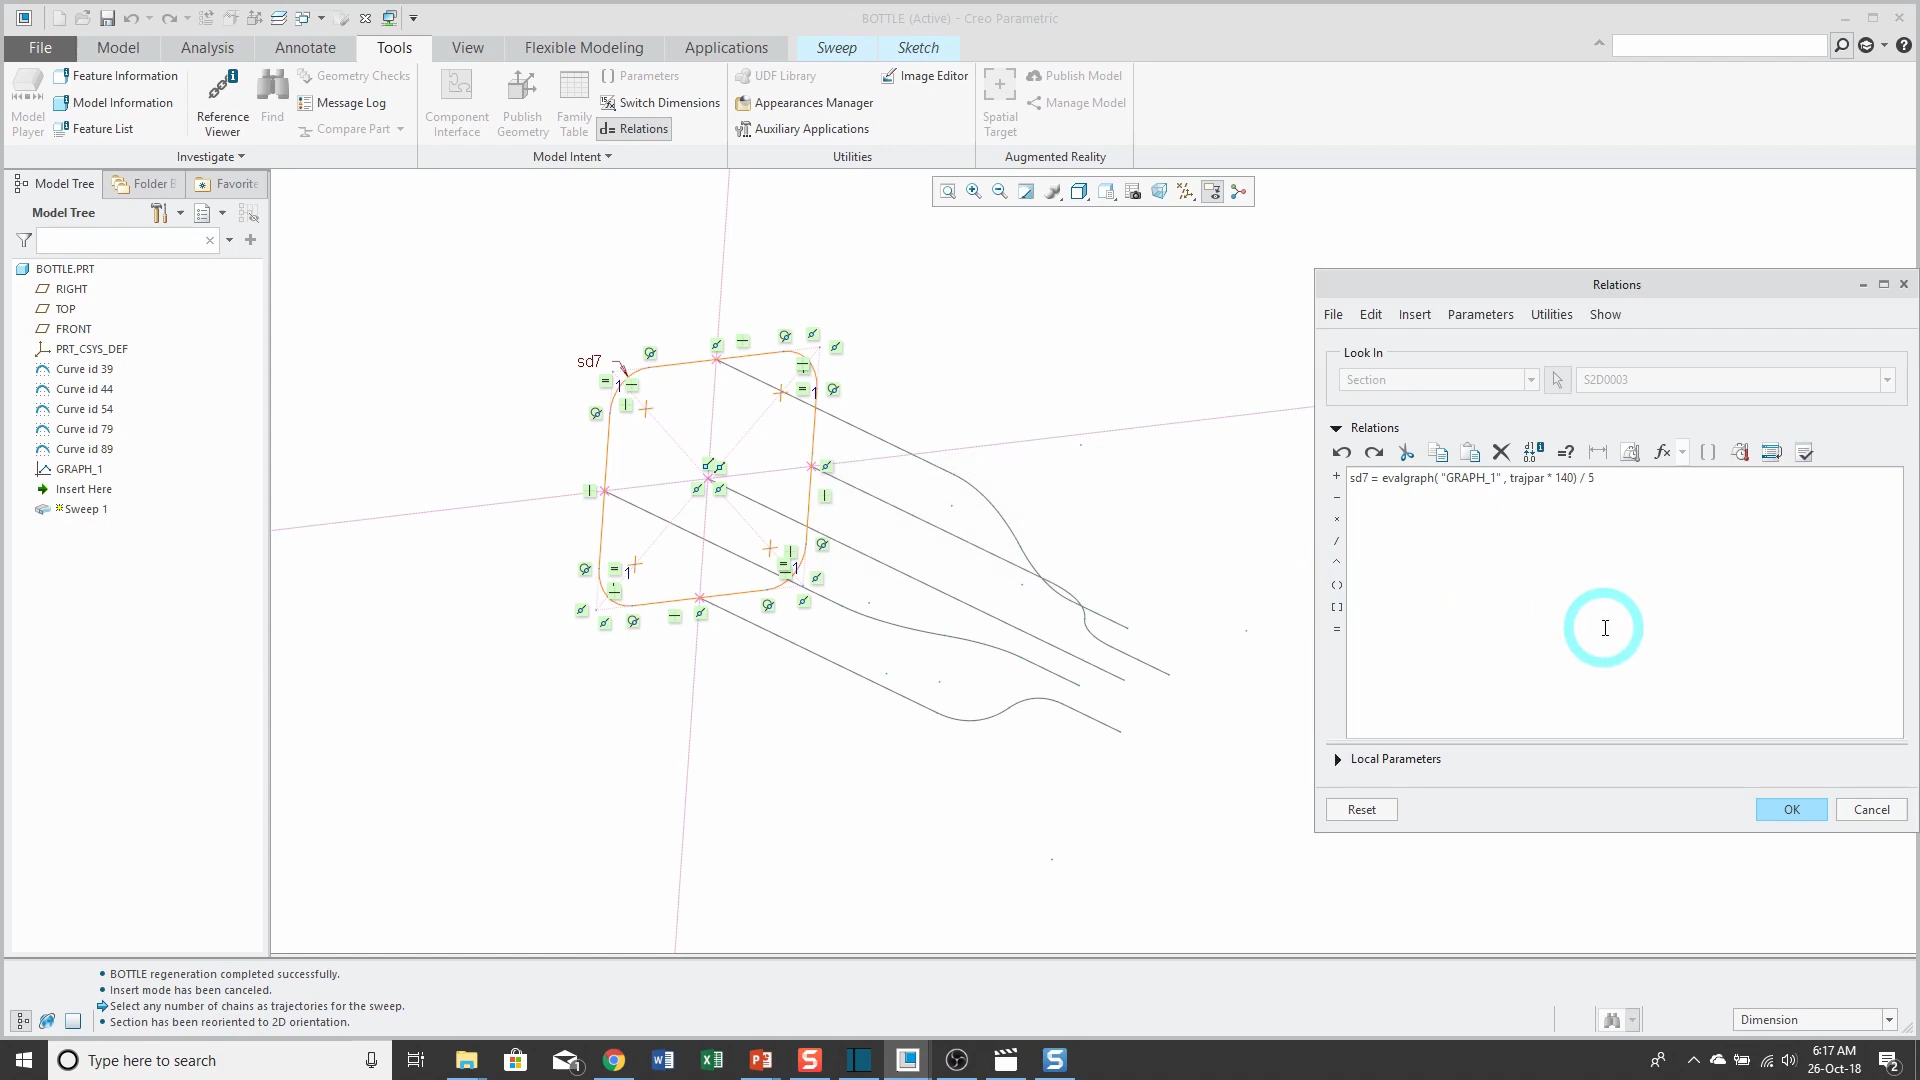 BOTTLE (Active) - Creo Parametric
File Model Analysis Annotate Tools View Flexible Modeling Applications Sweep Sketch
Feature Information
Model Information
Feature List
Model Player
Reference Viewer
Find
Geometry Checks
Message Log
Compare Part
Component Interface
Publish Geometry
Family Table
Parameters
Switch Dimensions
d= Relations
UDF Library
Appearances Manager
Auxiliary Applications
Image Editor
Spatial Target
Publish Model
Manage Model
Investigate Model Intent Utilities Augmented Reality
Model Tree Folder B Favorite
Model Tree
BOTTLE.PRT
RIGHT
TOP
FRONT
PRT_CSYS_DEF
Curve id 39
Curve id 44
Curve id 54
Curve id 79
Curve id 89
GRAPH_1
Insert Here
Sweep 1
sd7
1
1
1
1
Relations
File Edit Insert Parameters Utilities Show
Look In
Section S2D0003
Relations
+
-
×
/
^
( )
[ ]
=
sd7 = evalgraph( "GRAPH_1" , trajpar * 140) / 5
Local Parameters
Reset OK Cancel
BOTTLE regeneration completed successfully.
Insert mode has been canceled.
Select any number of chains as trajectories for the sweep.
Section has been reoriented to 2D orientation.
Dimension
Type here to search
6:17 AM
26-Oct-18